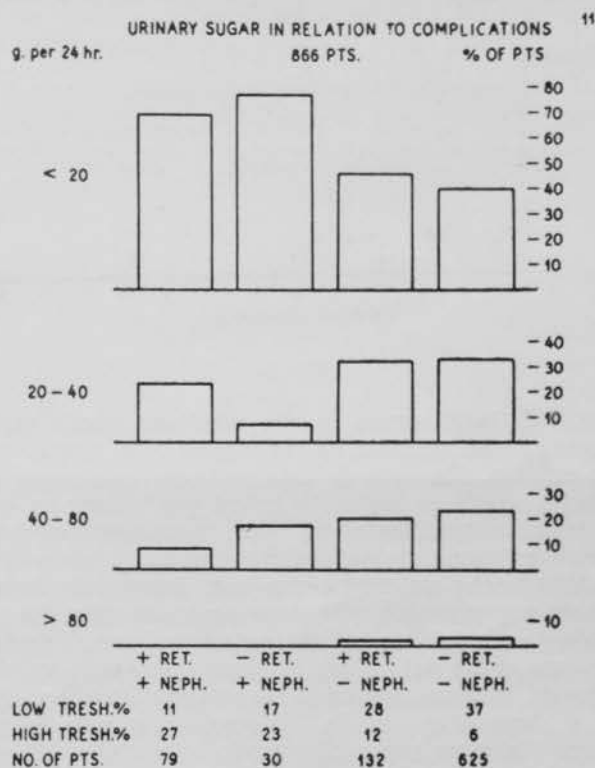 URINARY SUGAR IN RELATION TO COMPLICATIONS 11
g. per 24 hr. 866 PTS. % OF PTS
- 80
- 70
- 60
- 50
< 20
- 40
- 30
- 20
- 10
- 40
- 30
20 - 40
- 20
- 10
- 30
40 - 80
- 20
- 10
> 80 - 10
+ RET. - RET. + RET. - RET.
+ NEPH. + NEPH. - NEPH. - NEPH.
LOW TRESH.% 11 17 28 37
HIGH TRESH.% 27 23 12 6
NO. OF PTS. 79 30 132 625